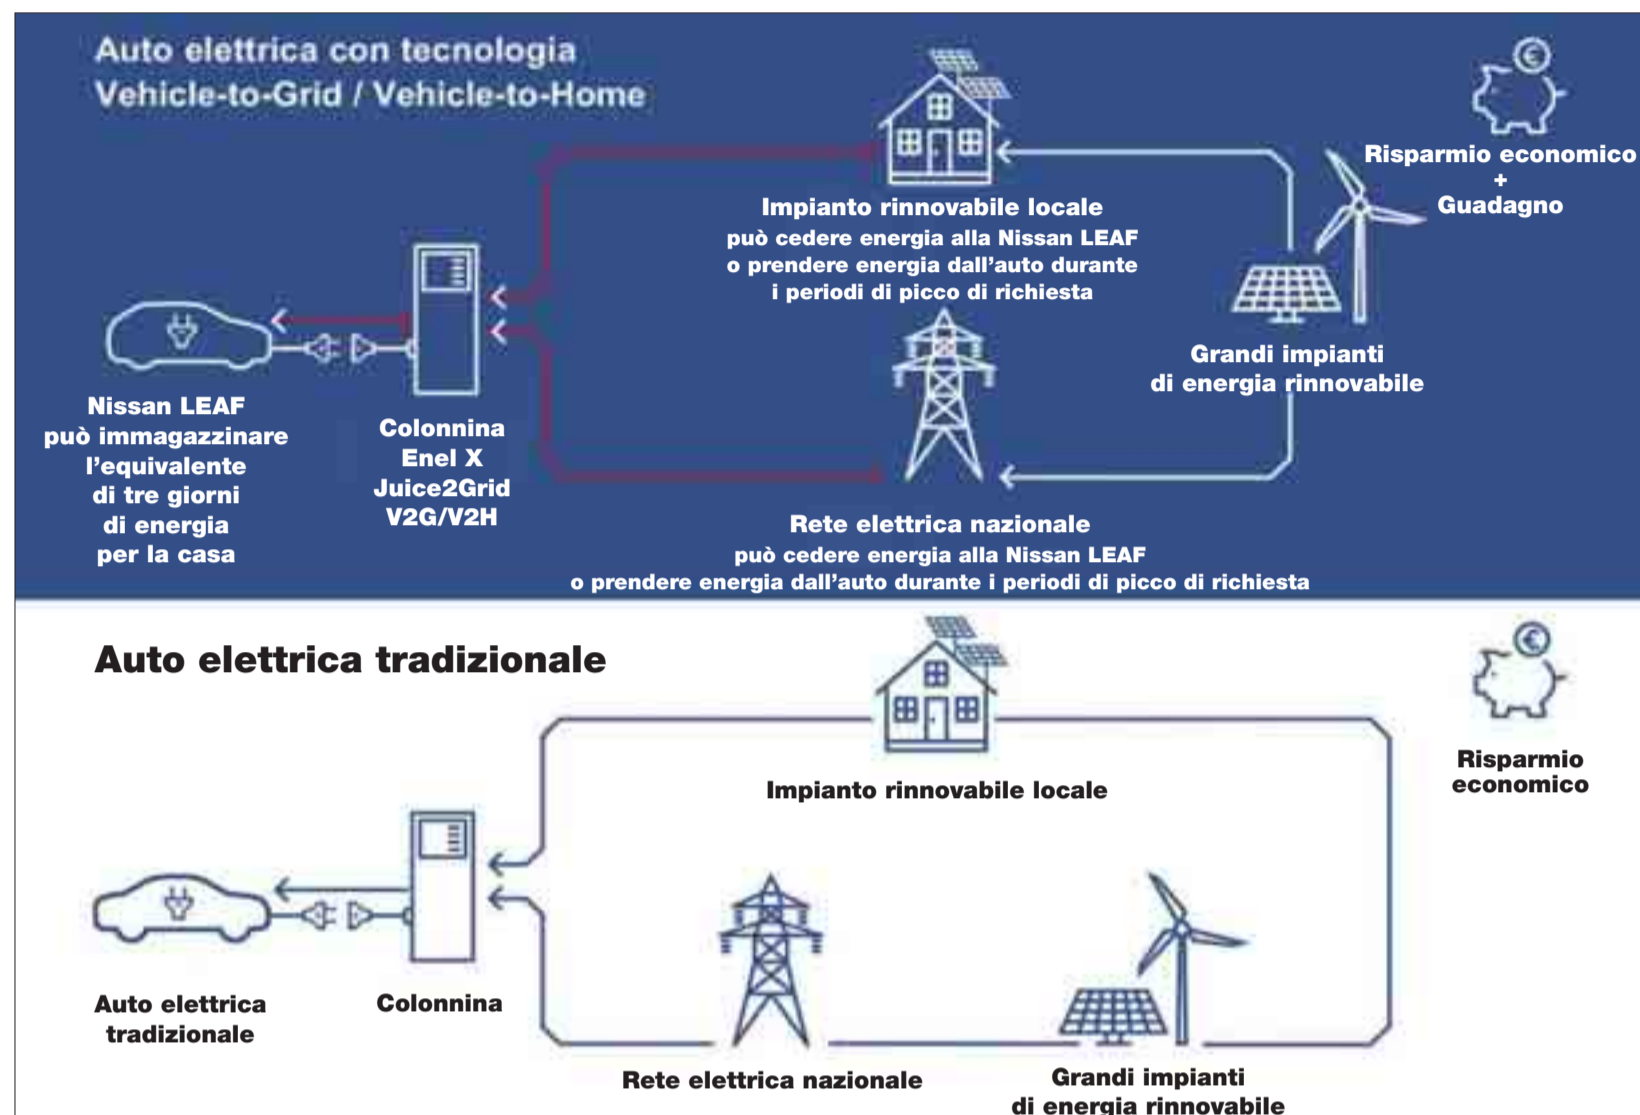 Auto elettrica con tecnologia
Vehicle-to-Grid / Vehicle-to-Home
Risparmio economico
+
Guadagno
Impianto rinnovabile locale
può cedere energia alla Nissan LEAF
o prendere energia dall'auto durante
i periodi di picco di richiesta
Grandi impianti
di energia rinnovabile
Nissan LEAF
può immagazzinare
l'equivalente
di tre giorni
di energia
per la casa
Colonnina
Enel X
Juice2Grid
V2G/V2H
Rete elettrica nazionale
può cedere energia alla Nissan LEAF
o prendere energia dall'auto durante i periodi di picco di richiesta
Auto elettrica tradizionale
Risparmio
economico
Impianto rinnovabile locale
Auto elettrica
tradizionale
Colonnina
Rete elettrica nazionale
Grandi impianti
di energia rinnovabile